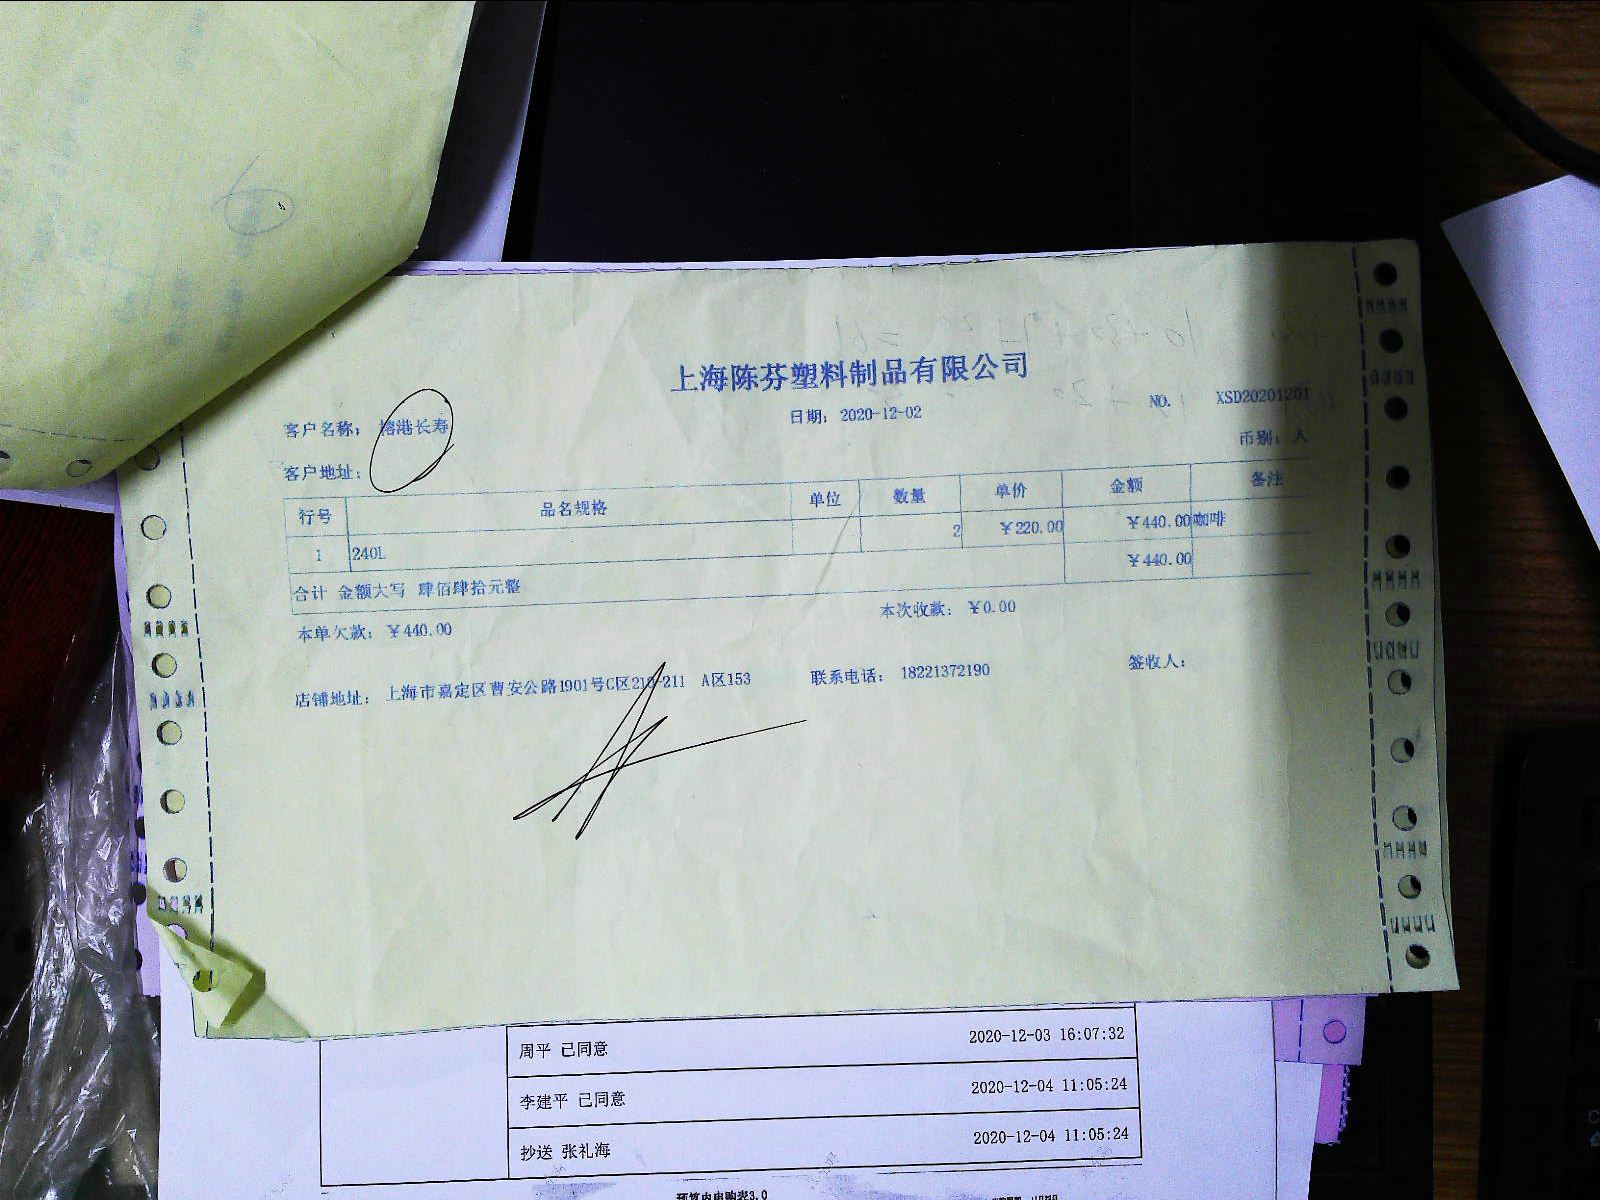 上海陈芬塑料制品有限公司
客户名称： 榕港长寿
日期： 2020-12-02
NO. XSD20201201
客户地址：
币别： 人
行号 品名规格 单位 数量 单价 金额 备注
1 240L 2 ￥220.00 ￥440.00 咖啡
合计 金额大写 肆佰肆拾元整 ￥440.00
本单欠款： ￥440.00 本次收款： ￥0.00
店铺地址： 上海市嘉定区曹安公路1901号C区210-211 A区153 联系电话： 18221372190 签收人：
周平 已同意 2020-12-03 16:07:32
李建平 已同意 2020-12-04 11:05:24
抄送 张礼海 2020-12-04 11:05:24